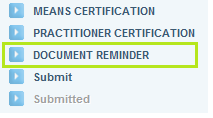 MEANS CERTIFICATION
PRACTITIONER CERTIFICATION
DOCUMENT REMINDER
Submit
Submitted